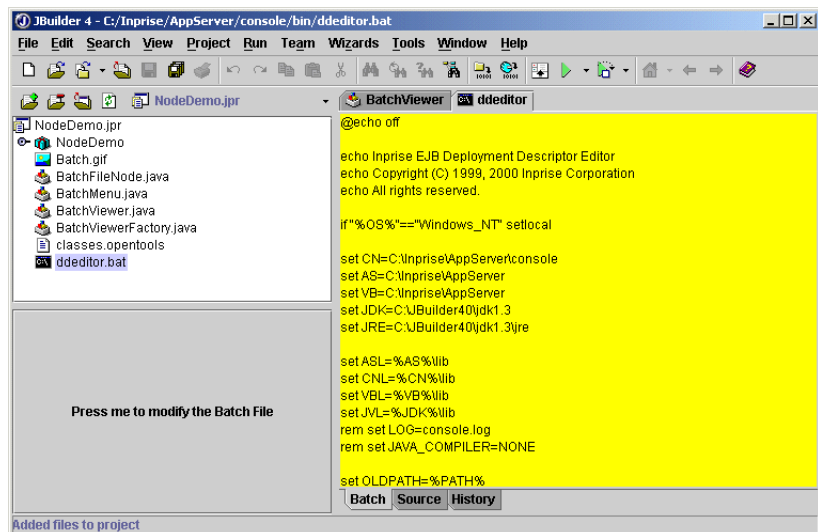 JBuilder 4 - C:/Inprise/AppServer/console/bin/ddeditor.bat
File Edit Search View Project Run Team Wizards Tools Window Help
NodeDemo.jpr
BatchViewer ddeditor
NodeDemo.jpr
NodeDemo
Batch.gif
BatchFileNode.java
BatchMenu.java
BatchViewer.java
BatchViewerFactory.java
classes.opentools
ddeditor.bat
Press me to modify the Batch File
@echo off
echo Inprise EJB Deployment Descriptor Editor
echo Copyright (C) 1999, 2000 Inprise Corporation
echo All rights reserved.
if "%OS%"=="Windows_NT" setlocal
set CN=C:\Inprise\AppServer\console
set AS=C:\Inprise\AppServer
set VB=C:\Inprise\AppServer
set JDK=C:\JBuilder40\jdk1.3
set JRE=C:\JBuilder40\jdk1.3\jre
set ASL=%AS%\lib
set CNL=%CN%\lib
set VBL=%VB%\lib
set JVL=%JDK%\lib
rem set LOG=console.log
rem set JAVA_COMPILER=NONE
set OLDPATH=%PATH%
Batch Source History
Added files to project